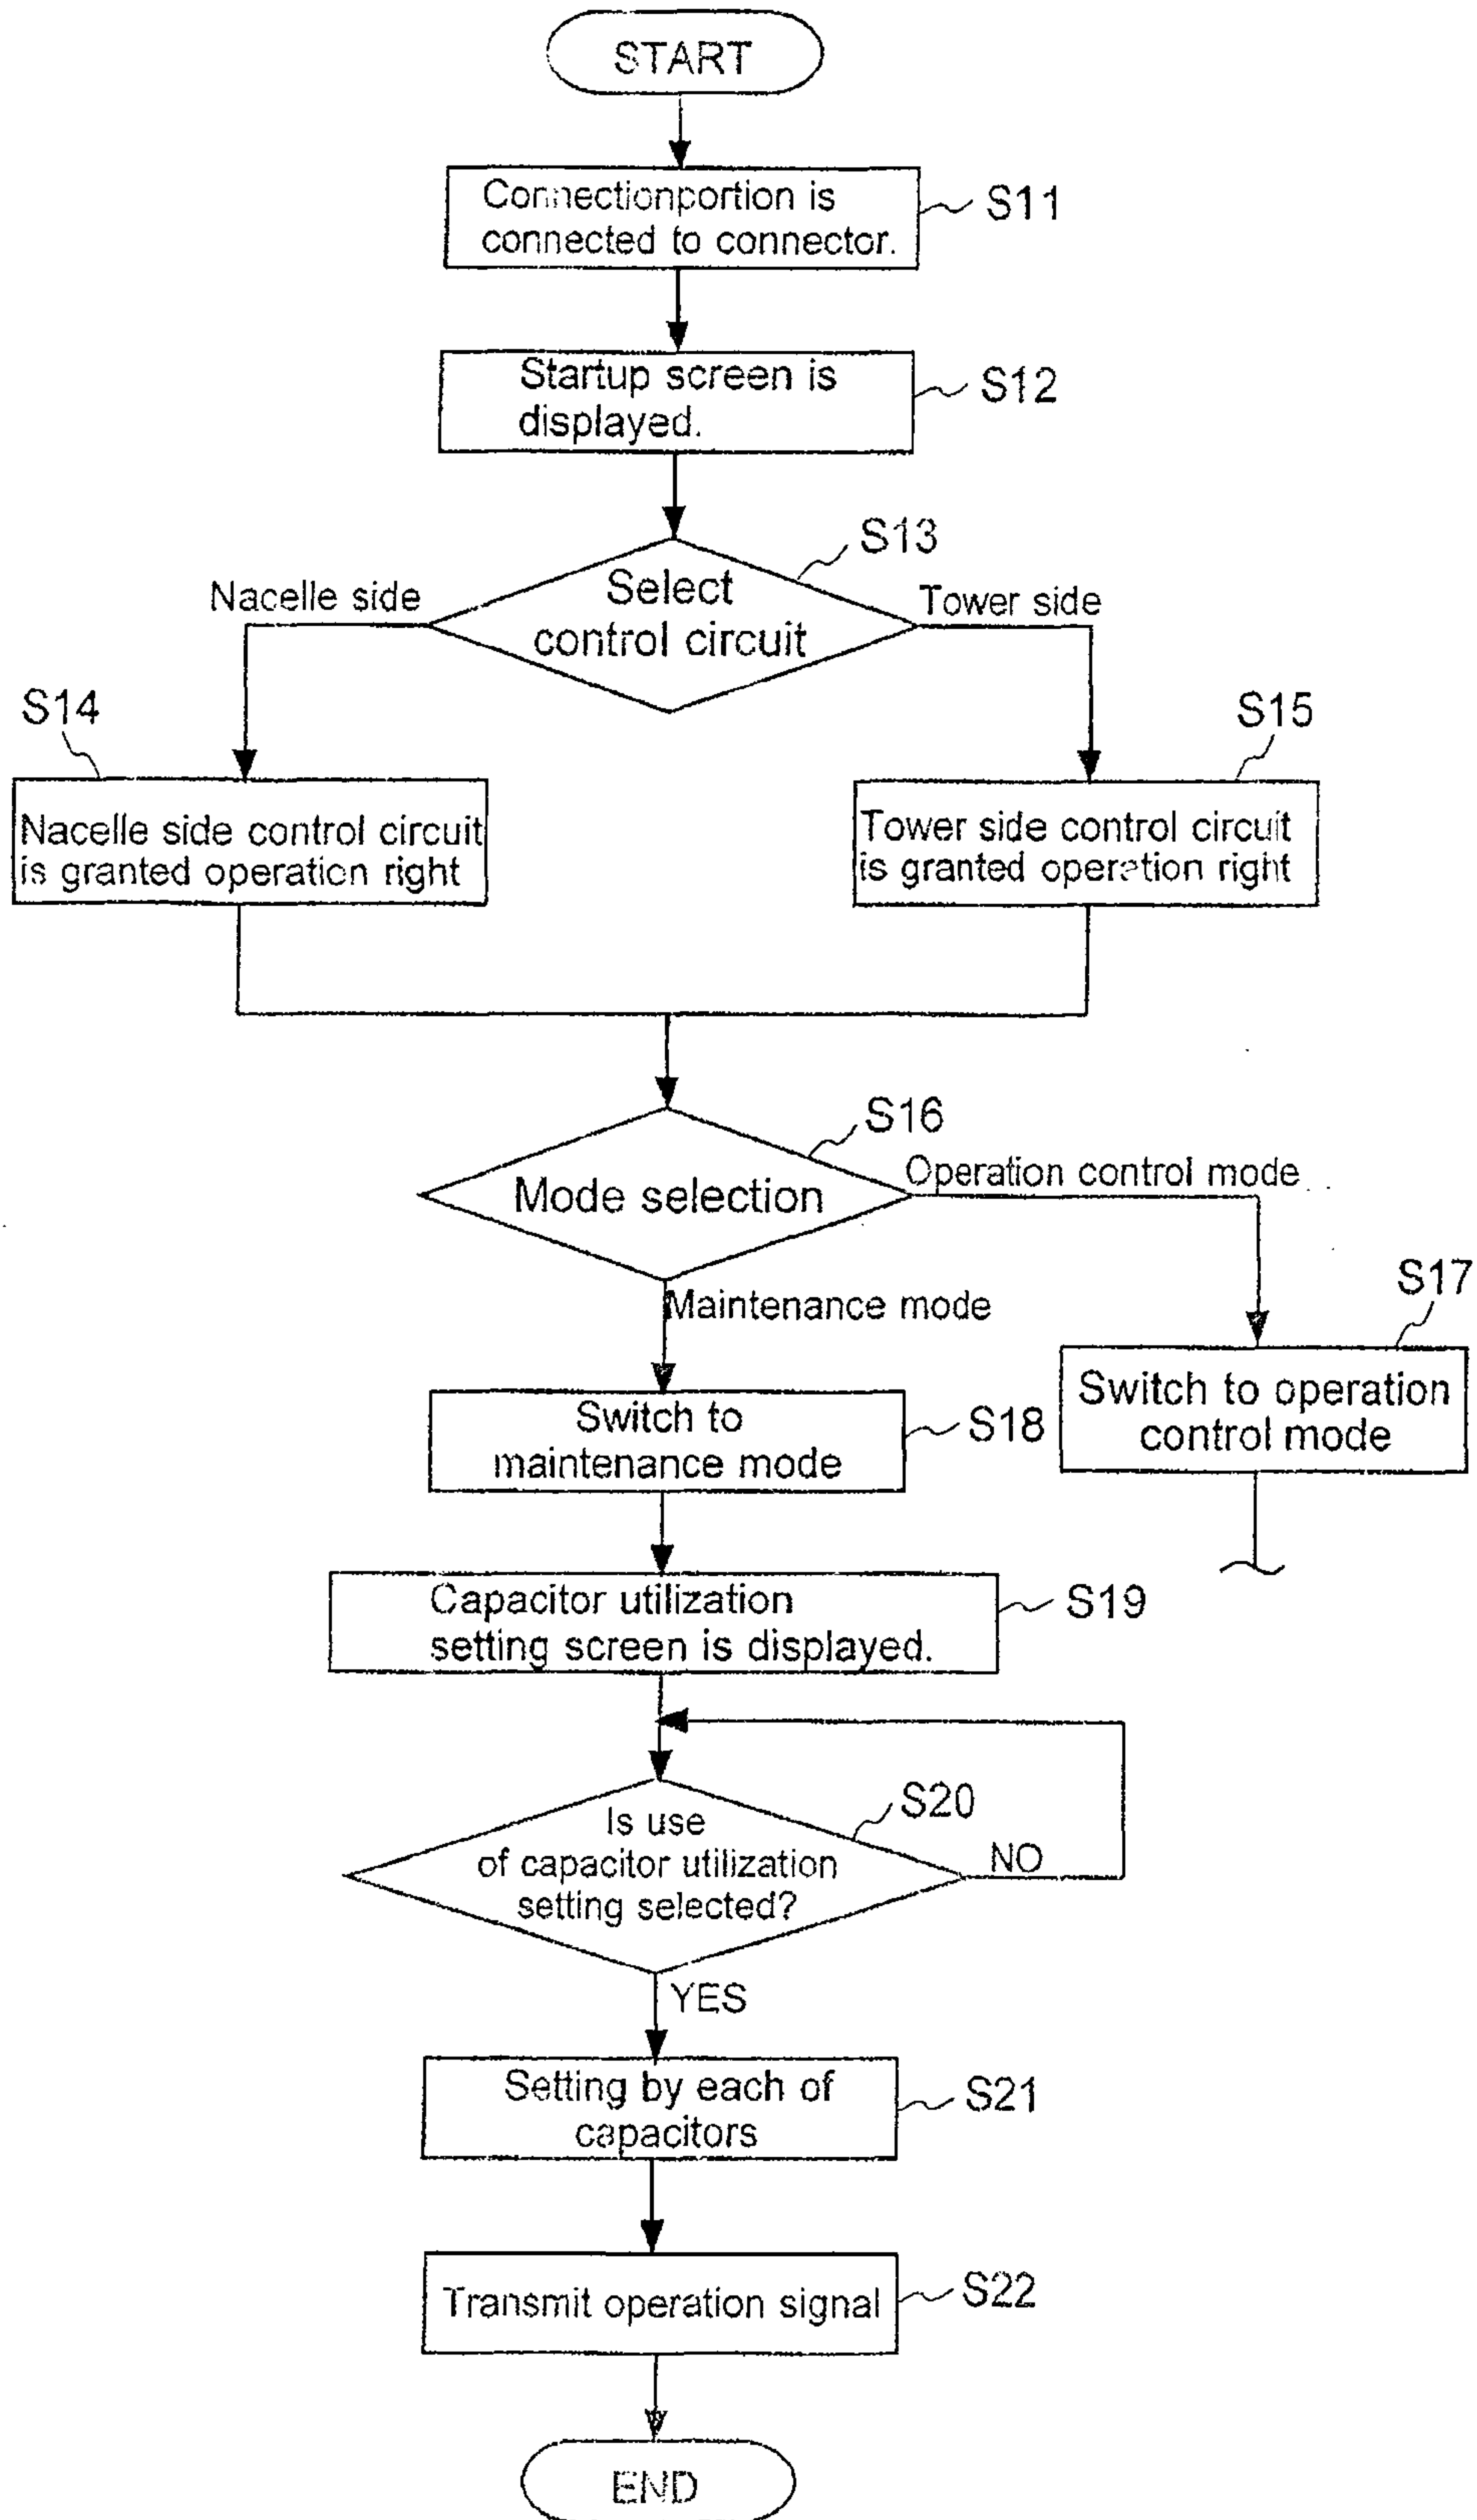 START
Connectionportion is
connected to connector.
S11
Startup screen is
displayed.
S12
S13
Nacelle side
Select
control circuit
Tower side
S14
S15
Nacelle side control circuit
is granted operation right
Tower side control circuit
is granted operation right
S16
Mode selection
Operation control mode
Maintenance mode
S17
Switch to operation
control mode
Switch to
maintenance mode
S18
Capacitor utilization
setting screen is displayed.
S19
S20
Is use
of capacitor utilization
setting selected?
NO
YES
Setting by each of
capacitors
S21
Transmit operation signal
S22
END